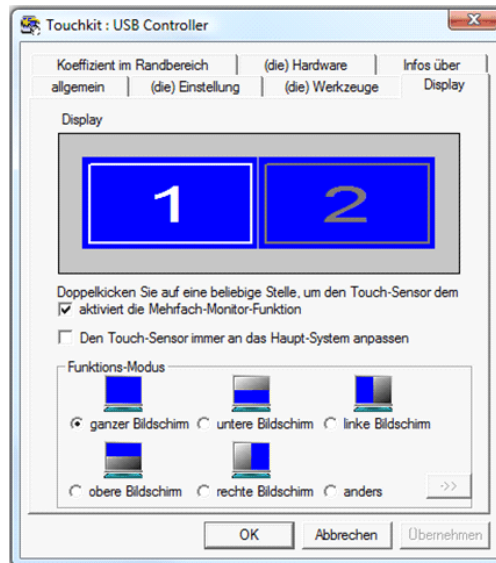 Touchkit : USB Controller
Koeffizient im Randbereich (die) Hardware Infos über
allgemein (die) Einstellung (die) Werkzeuge Display
Display
1 2
Doppelkicken Sie auf eine beliebige Stelle, um den Touch-Sensor dem
aktiviert die Mehrfach-Monitor-Funktion
Den Touch-Sensor immer an das Haupt-System anpassen
Funktions-Modus
ganzer Bildschirm untere Bildschirm linke Bildschirm
obere Bildschirm rechte Bildschirm anders ->>
OK Abbrechen Übernehmen